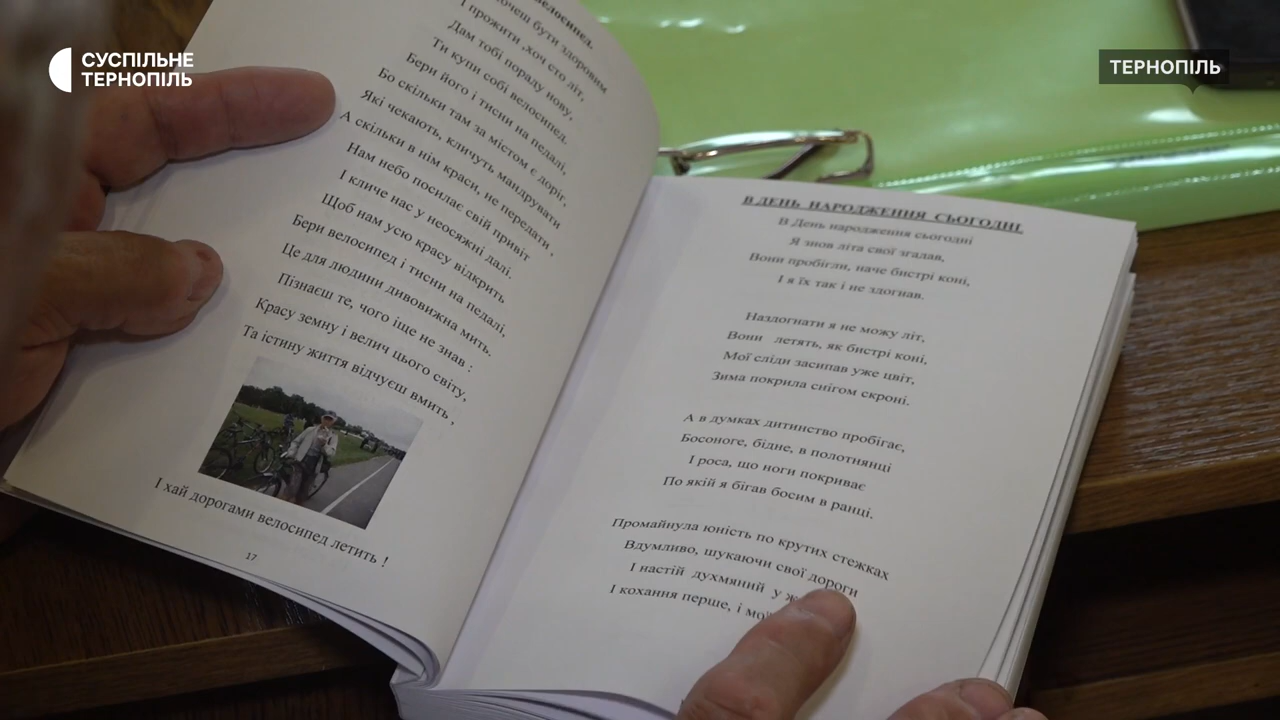 СУСПІЛЬНЕ
ТЕРНОПІЛЬ
ТЕРНОПІЛЬ
велосипед.
хочеш бути здоровим
І прожити ,хоч сто літ,
Дам тобі пораду нову,
Ти купи собі велосипед.
Бери його і тисни на педалі,
Бо скільки там за містом є доріг,
Які чекають, кличуть мандрувати
А скільки в нім краси, не передати ,
Нам небо посилає свій привіт
І кличе нас у неосяжні далі.
Щоб нам усю красу відкрить
Бери велосипед і тисни на педалі,
Це для людини дивовижна мить.
Пізнаєш те, чого іще не знав :
Красу земну і велич цього світу,
Та істину життя відчуєш вмить ,
І хай дорогами велосипед летить !
17
В ДЕНЬ НАРОДЖЕННЯ СЬОГОДНІ
В День народження сьогодні
Я знов літа свої згадав,
Вони пробігли, наче бистрі коні,
І я їх так і не здогнав.
Наздогнати я не можу літ,
Вони летять, як бистрі коні,
Мої сліди засипав уже цвіт,
Зима покрила снігом скроні.
А в думках дитинство пробігає,
Босоноге, бідне, в полотнянці
І роса, що ноги покриває
По якій я бігав босим в ранці.
Промайнула юність по крутих стежках
Вдумливо, шукаючи свої дороги
І настій духмяний у
І кохання перше, і